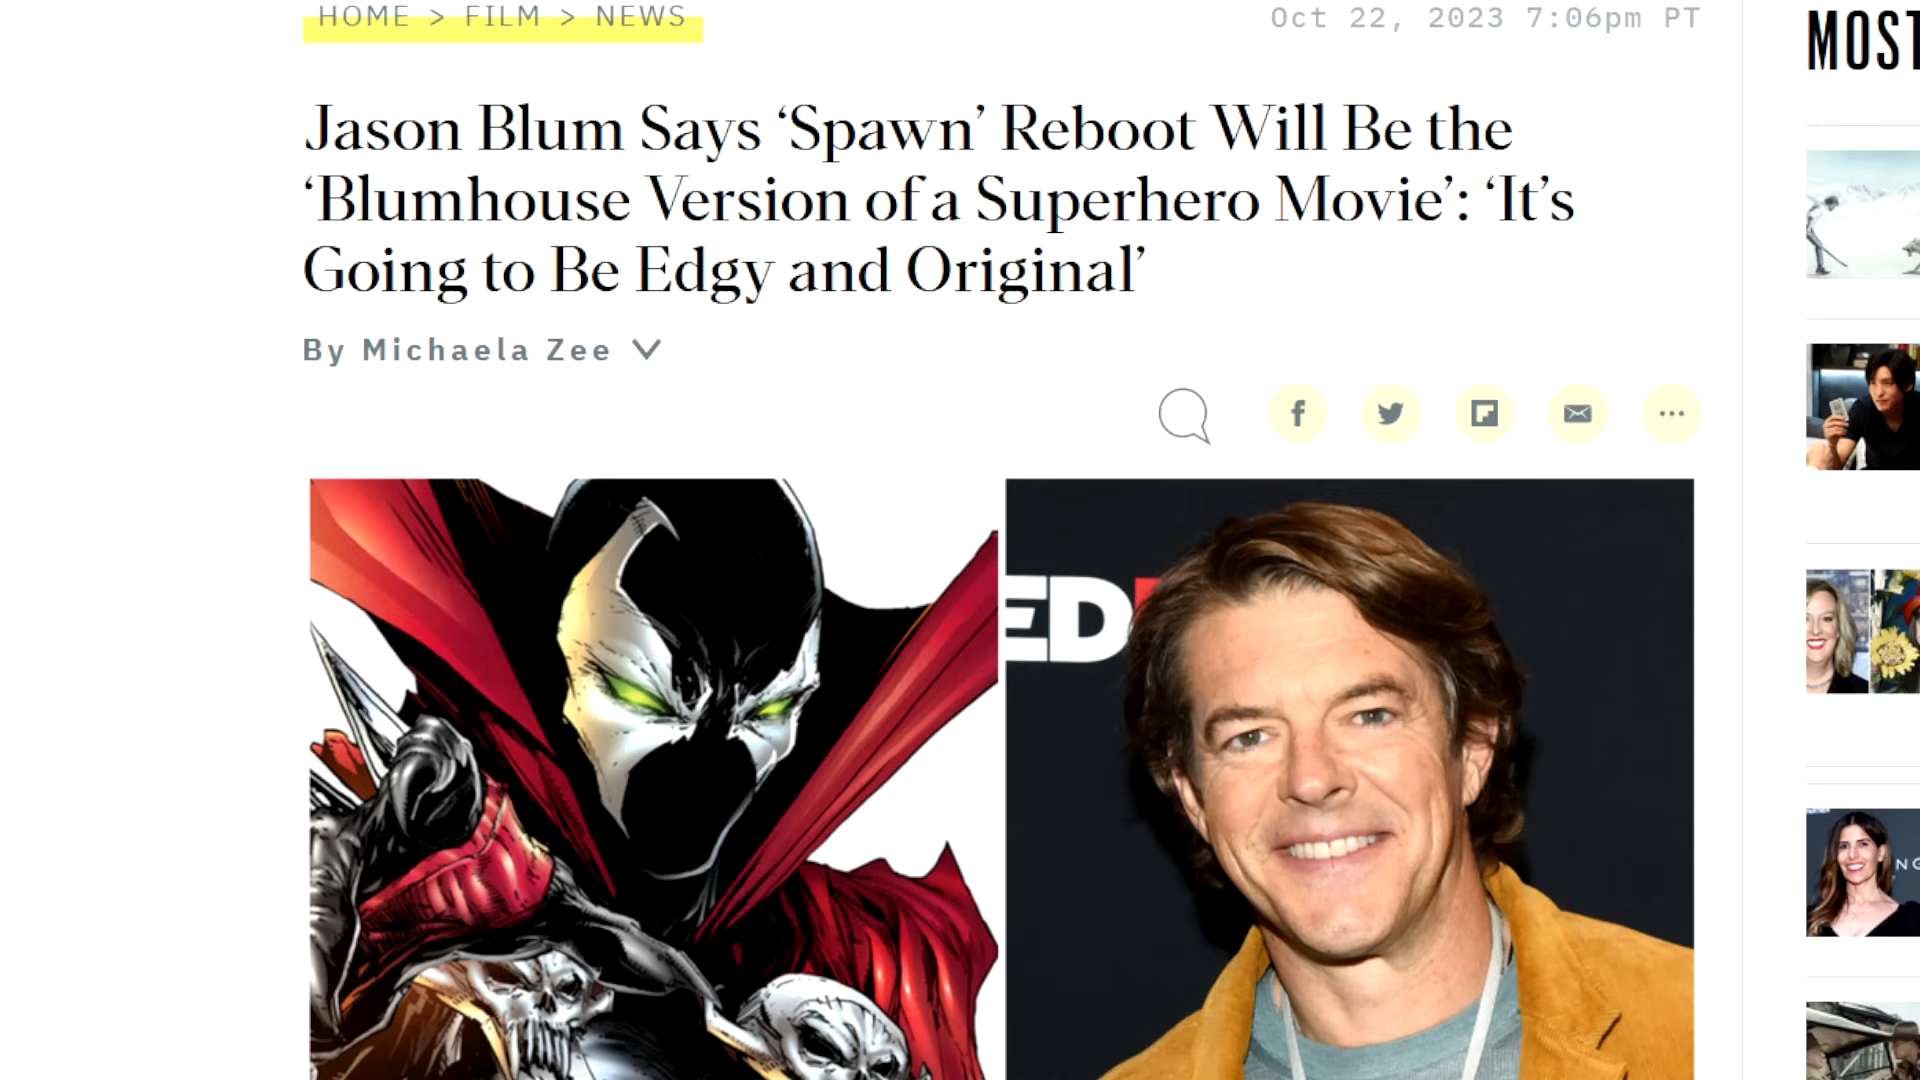 HOME > FILM > NEWS
Oct 22, 2023 7:06pm PT
MOST
Jason Blum Says ‘Spawn’ Reboot Will Be the
‘Blumhouse Version of a Superhero Movie’: ‘It’s
Going to Be Edgy and Original’
By Michaela Zee
ED
NG